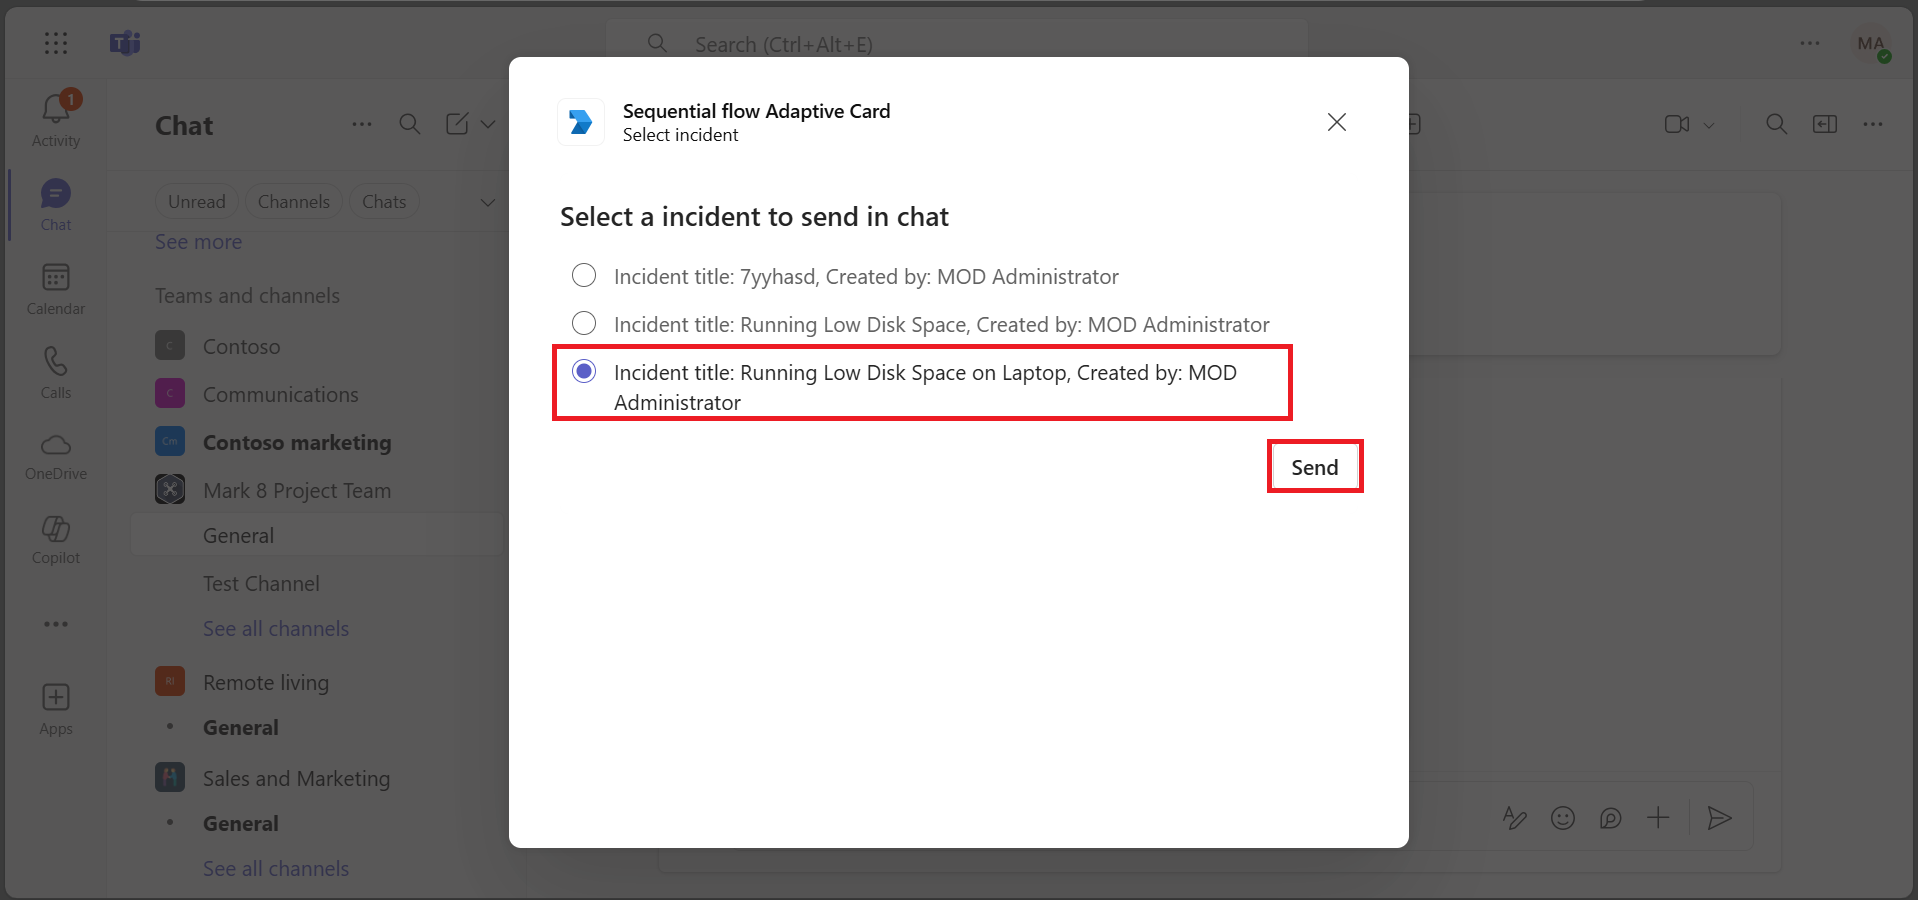 Search (Ctrl+Alt+E)
MA
1
Activity
Chat
Calendar
Calls
OneDrive
Copilot
Apps
Chat
Unread
Channels
Chats
See more
Teams and channels
C
Contoso
C
Communications
Cm
Contoso marketing
Mark 8 Project Team
General
Test Channel
See all channels
Rl
Remote living
General
Sales and Marketing
General
See all channels
Sequential flow Adaptive Card
Select incident
Select a incident to send in chat
Incident title: 7yyhasd, Created by: MOD Administrator
Incident title: Running Low Disk Space, Created by: MOD Administrator
Incident title: Running Low Disk Space on Laptop, Created by: MOD
Administrator
Send